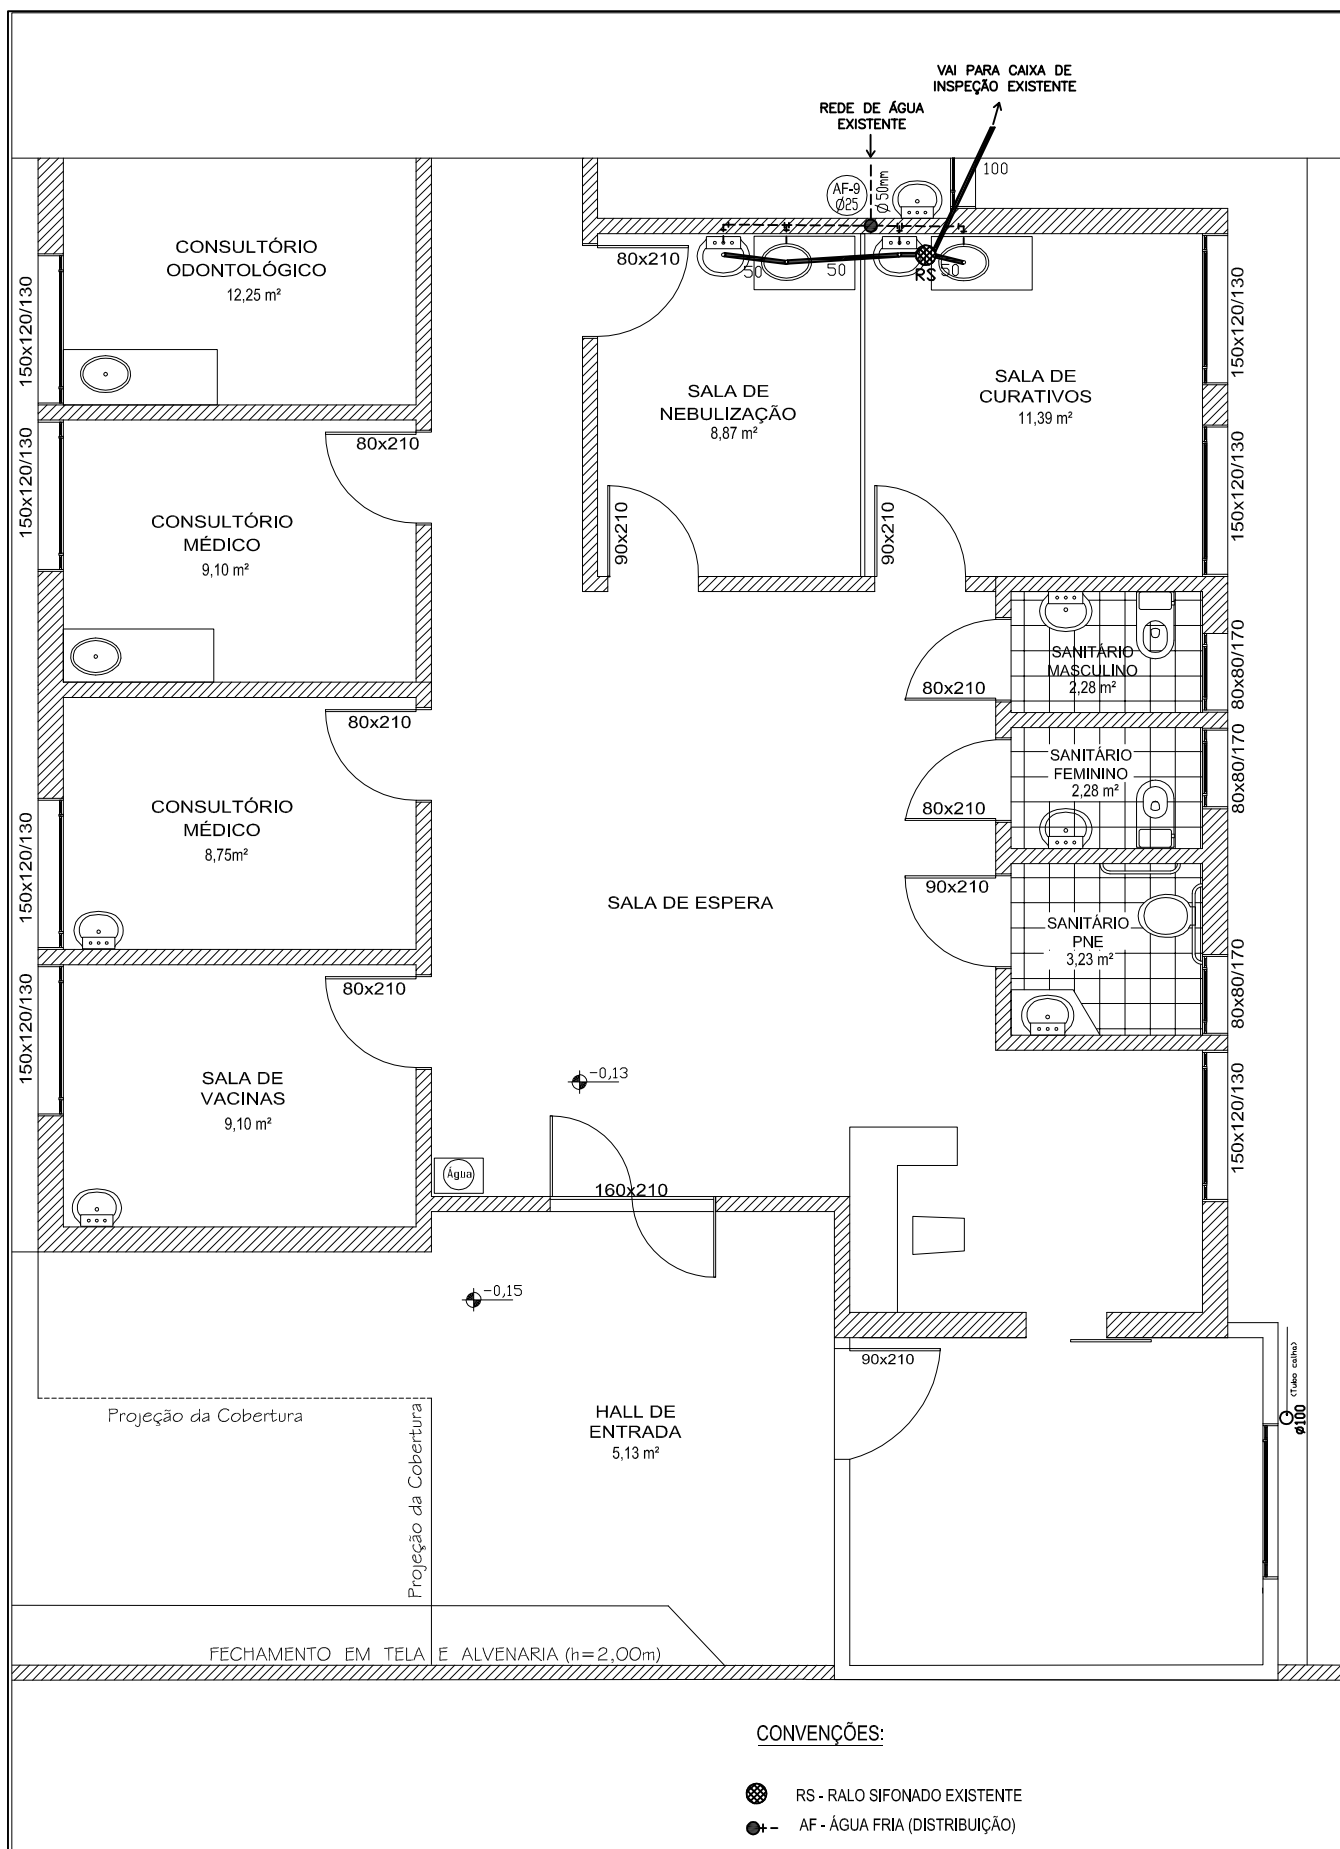 VAI PARA CAIXA DE
INSPEÇÃO EXISTENTE
REDE DE ÁGUA
EXISTENTE
100
AF-9
Ø25
Ø 50mm
CONSULTÓRIO
ODONTOLÓGICO
12,25 m²
80x210
50
50
50
RS
150x120/130
150x120/130
SALA DE
NEBULIZAÇÃO
8,87 m²
SALA DE
CURATIVOS
11,39 m²
80x210
150x120/130
150x120/130
CONSULTÓRIO
MÉDICO
9,10 m²
90x210
90x210
SANITÁRIO
MASCULINO
2,28 m²
80x210
80x80/170
80x210
CONSULTÓRIO
MÉDICO
8,75m²
150x120/130
SANITÁRIO
FEMININO
2,28 m²
80x210
80x80/170
SALA DE ESPERA
90x210
SANITÁRIO
PNE
3,23 m²
80x80/170
80x210
150x120/130
SALA DE
VACINAS
9,10 m²
-0,13
150x120/130
Água
160x210
-0,15
90x210
(Tubo calha)
ø100
Projeção da Cobertura
Projeção da Cobertura
HALL DE
ENTRADA
5,13 m²
FECHAMENTO EM TELA E ALVENARIA (h=2,00m)
CONVENÇÕES:
RS - RALO SIFONADO EXISTENTE
AF - ÁGUA FRIA (DISTRIBUIÇÃO)